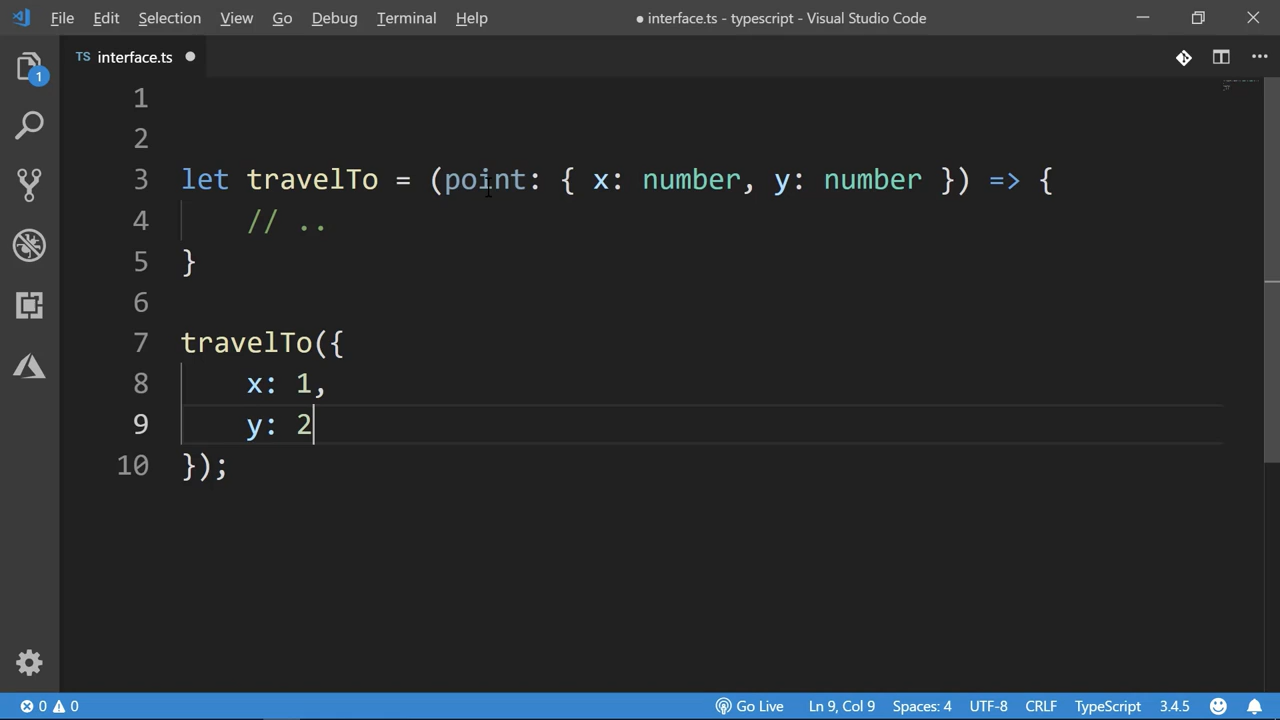 File Edit Selection View Go Debug Terminal Help ● interface.ts - typescript - Visual Studio Code
TS interface.ts ●
1
1
2
3 let travelTo = (point: { x: number, y: number }) => {
4     // ..
5 }
6
7 travelTo({
8     x: 1,
9     y: 2
10 });
0 0 Go Live Ln 9, Col 9 Spaces: 4 UTF-8 CRLF TypeScript 3.4.5